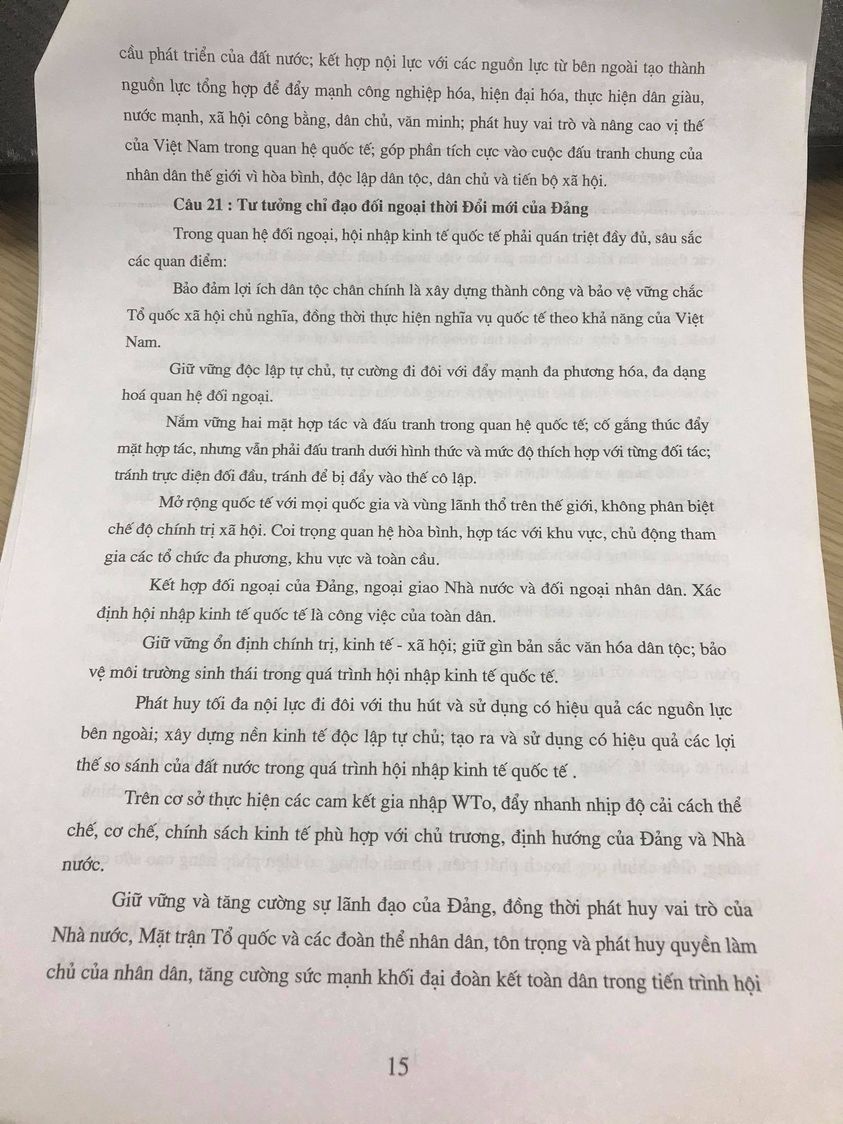 cầu phát triển của đất nước; kết hợp nội lực với các nguồn lực từ bên ngoài tạo thành
nguồn lực tổng hợp để đẩy mạnh công nghiệp hóa, hiện đại hóa, thực hiện dân giàu,
nước mạnh, xã hội công bằng, dân chủ, văn minh; phát huy vai trò và nâng cao vị thế
của Việt Nam trong quan hệ quốc tế; góp phần tích cực vào cuộc đấu tranh chung của
nhân dân thế giới vì hòa bình, độc lập dân tộc, dân chủ và tiến bộ xã hội.
Câu 21 : Tư tưởng chỉ đạo đối ngoại thời Đổi mới của Đảng
Trong quan hệ đối ngoại, hội nhập kinh tế quốc tế phải quán triệt đầy đủ, sâu sắc
các quan điểm:
Bảo đảm lợi ích dân tộc chân chính là xây dựng thành công và bảo vệ vững chắc
Tổ quốc xã hội chủ nghĩa, đồng thời thực hiện nghĩa vụ quốc tế theo khả năng của Việt
Nam.
Giữ vững độc lập tự chủ, tự cường đi đôi với đẩy mạnh đa phương hóa, đa dạng
hoá quan hệ đối ngoại.
Nắm vững hai mặt hợp tác và đấu tranh trong quan hệ quốc tế; cố gắng thúc đẩy
mặt hợp tác, nhưng vẫn phải đấu tranh dưới hình thức và mức độ thích hợp với từng đối tác;
tránh trực diện đối đầu, tránh để bị đẩy vào thế cô lập.
Mở rộng quốc tế với mọi quốc gia và vùng lãnh thổ trên thế giới, không phân biệt
chế độ chính trị xã hội. Coi trọng quan hệ hòa bình, hợp tác với khu vực, chủ động tham
gia các tổ chức đa phương, khu vực và toàn cầu.
Kết hợp đối ngoại của Đảng, ngoại giao Nhà nước và đối ngoại nhân dân. Xác
định hội nhập kinh tế quốc tế là công việc của toàn dân.
Giữ vững ổn định chính trị, kinh tế - xã hội; giữ gìn bản sắc văn hóa dân tộc; bảo
vệ môi trường sinh thái trong quá trình hội nhập kinh tế quốc tế.
Phát huy tối đa nội lực đi đôi với thu hút và sử dụng có hiệu quả các nguồn lực
bên ngoài; xây dựng nền kinh tế độc lập tự chủ; tạo ra và sử dụng có hiệu quả các lợi
thế so sánh của đất nước trong quá trình hội nhập kinh tế quốc tế .
Trên cơ sở thực hiện các cam kết gia nhập WTo, đẩy nhanh nhịp độ cải cách thể
chế, cơ chế, chính sách kinh tế phù hợp với chủ trương, định hướng của Đảng và Nhà
nước.
Giữ vững và tăng cường sự lãnh đạo của Đảng, đồng thời phát huy vai trò của
Nhà nước, Mặt trận Tổ quốc và các đoàn thể nhân dân, tôn trọng và phát huy quyền làm
chủ của nhân dân, tăng cường sức mạnh khối đại đoàn kết toàn dân trong tiến trình hội
15